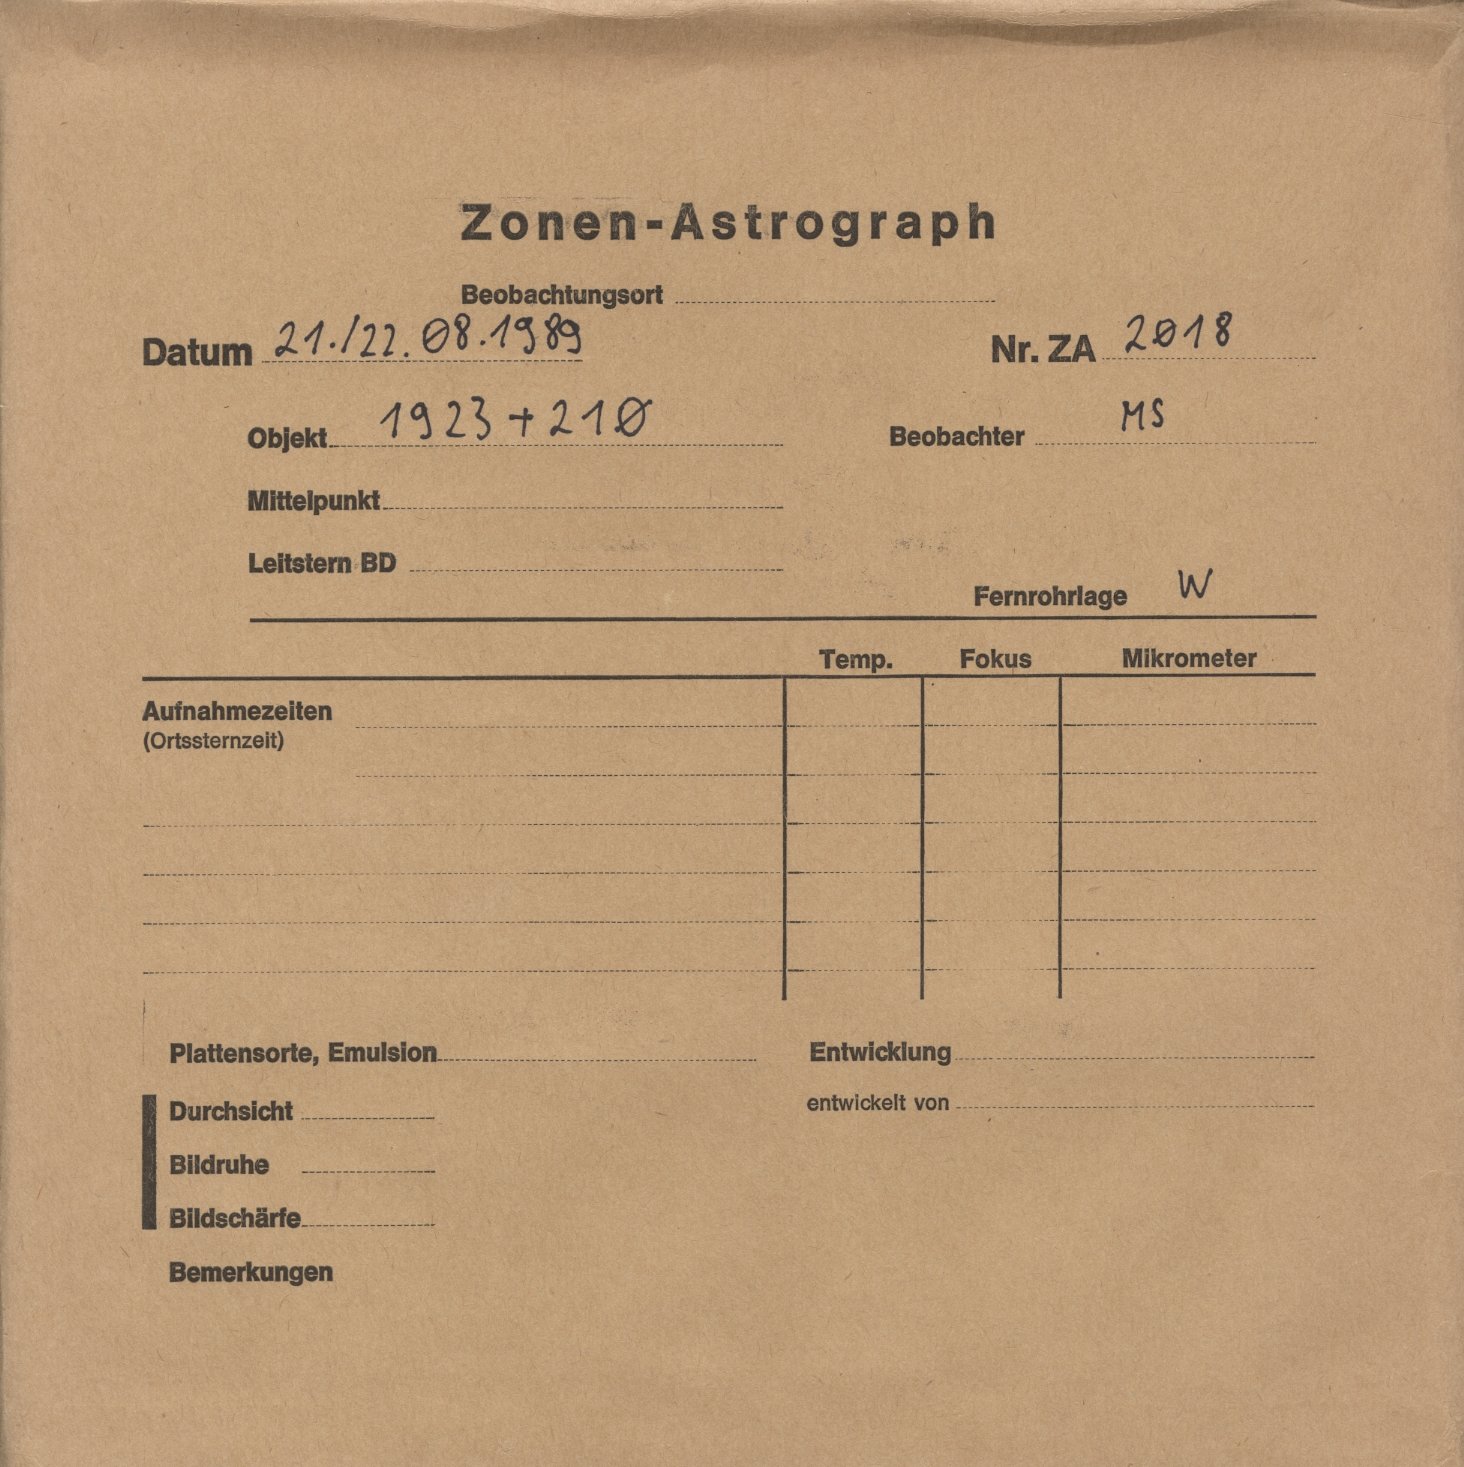 Zonen-Astrograph
Beobachtungsort
Datum 21./22.08.1989 Nr. ZA 2018
Objekt 1923+210 Beobachter MS
Mittelpunkt
Leitstern BD
Fernrohrlage W
Temp. Fokus Mikrometer
Aufnahmezeiten
(Ortssternzeit)
Plattensorte, Emulsion Entwicklung
Durchsicht entwickelt von
Bildruhe
Bildschärfe
Bemerkungen